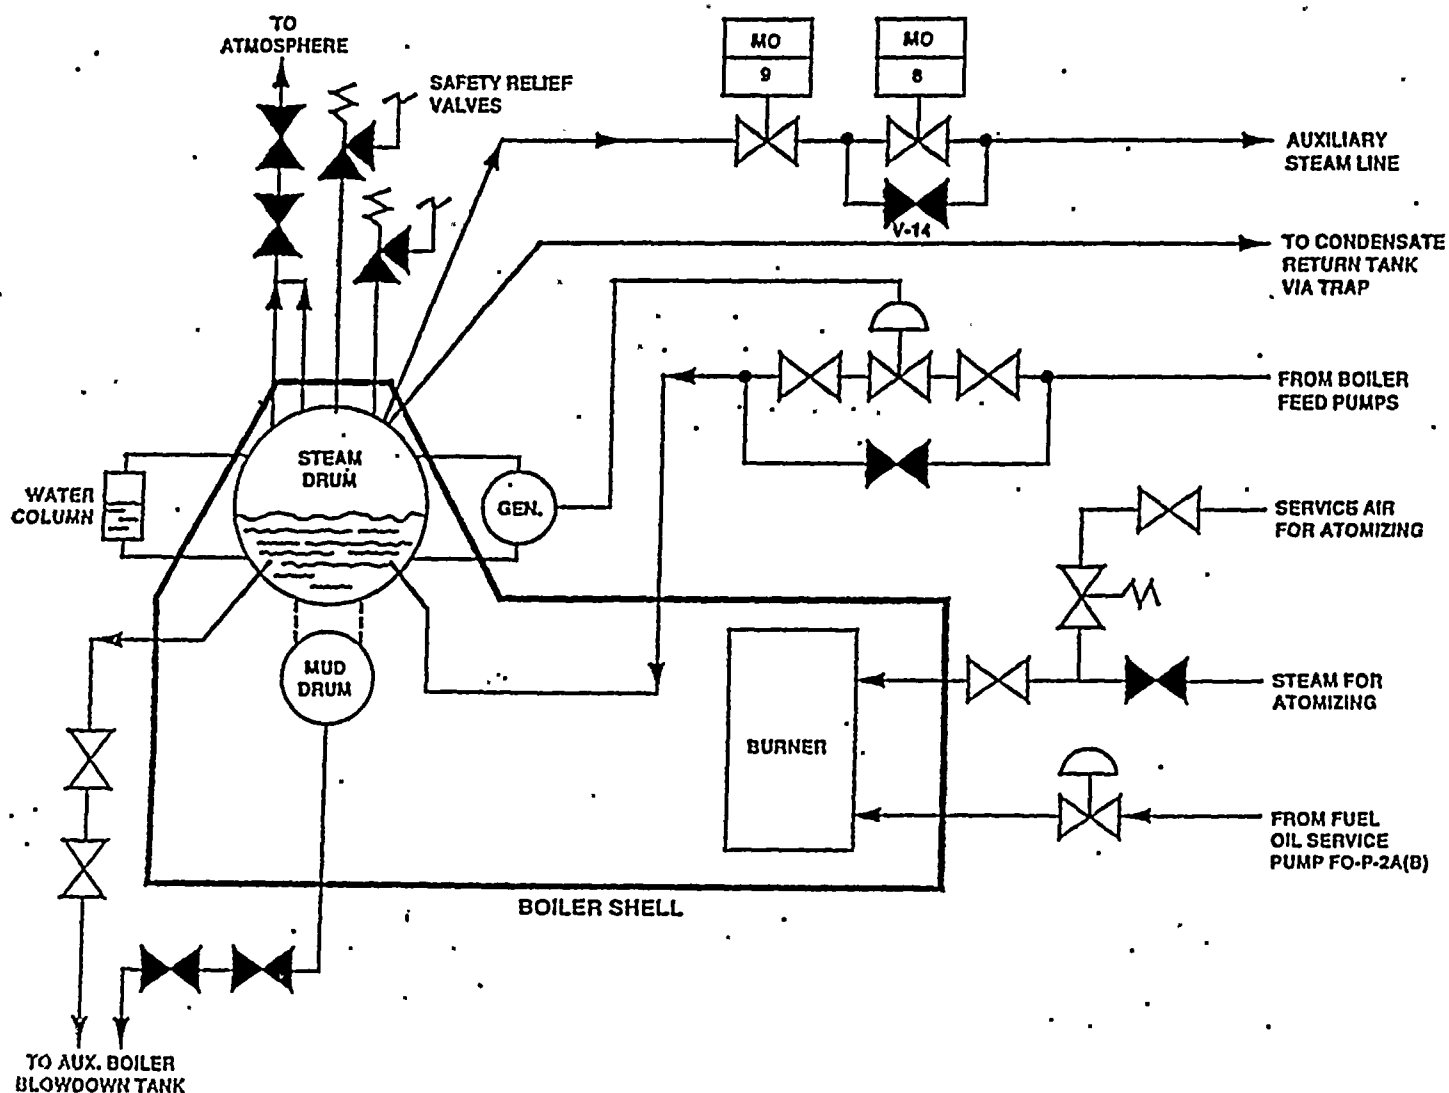 TO
ATMOSPHERE
SAFETY RELIEF
VALVES
MO
9
MO
8
AUXILIARY
STEAM LINE
V-14
TO CONDENSATE
RETURN TANK
VIA TRAP
FROM BOILER
FEED PUMPS
STEAM
DRUM
WATER
COLUMN
GEN.
SERVICE AIR
FOR ATOMIZING
MUD
DRUM
STEAM FOR
ATOMIZING
BURNER
FROM FUEL
OIL SERVICE
PUMP FO-P-2A(B)
BOILER SHELL
TO AUX. BOILER
BLOWDOWN TANK